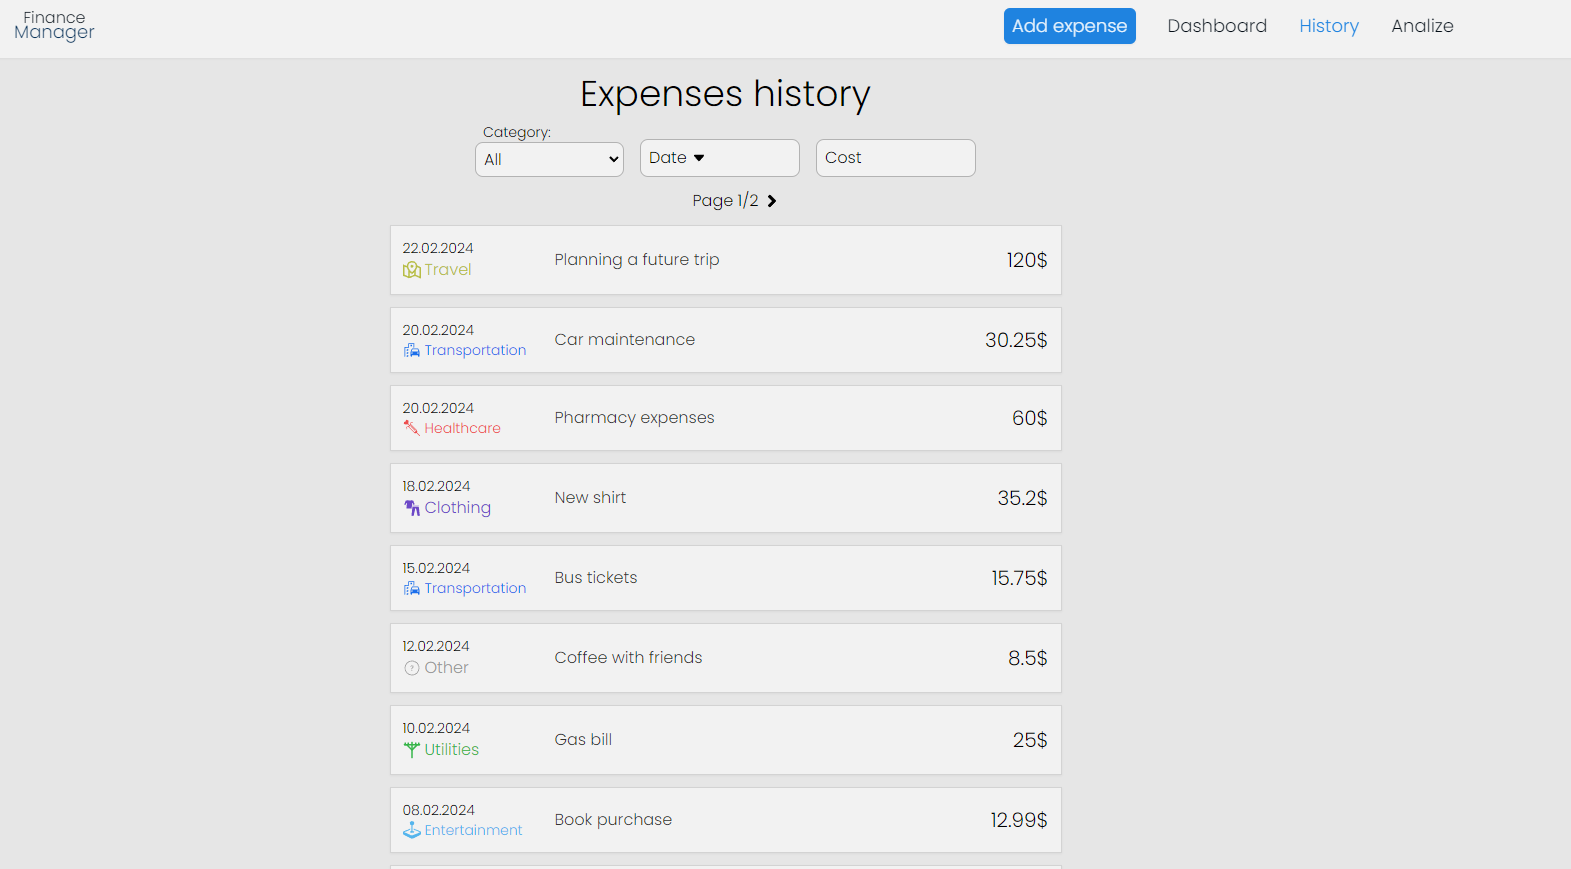 Finance
Manager
Add expense
Dashboard
History
Analize
Expenses history
Category:
All
Date
Cost
Page 1/2
22.02.2024
Travel
Planning a future trip
120$
20.02.2024
Transportation
Car maintenance
30.25$
20.02.2024
Healthcare
Pharmacy expenses
60$
18.02.2024
Clothing
New shirt
35.2$
15.02.2024
Transportation
Bus tickets
15.75$
12.02.2024
Other
Coffee with friends
8.5$
10.02.2024
Utilities
Gas bill
25$
08.02.2024
Entertainment
Book purchase
12.99$